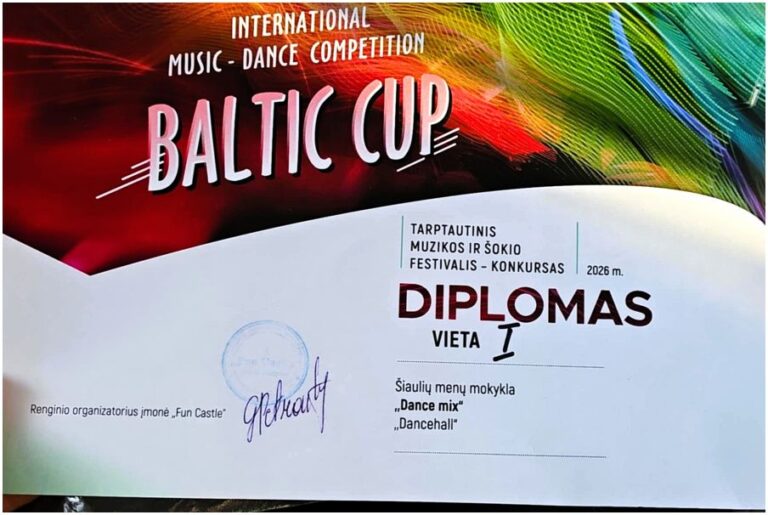 INTERNATIONAL
MUSIC - DANCE COMPETITION
BALTIC CUP
TARPTAUTINIS
MUZIKOS IR ŠOKIO
FESTIVALIS – KONKURSAS
2026 m.
DIPLOMAS
VIETA I
Šiaulių menų mokykla
„Dance mix“
„Dancehall“
Renginio organizatorius įmonė „Fun Castle“